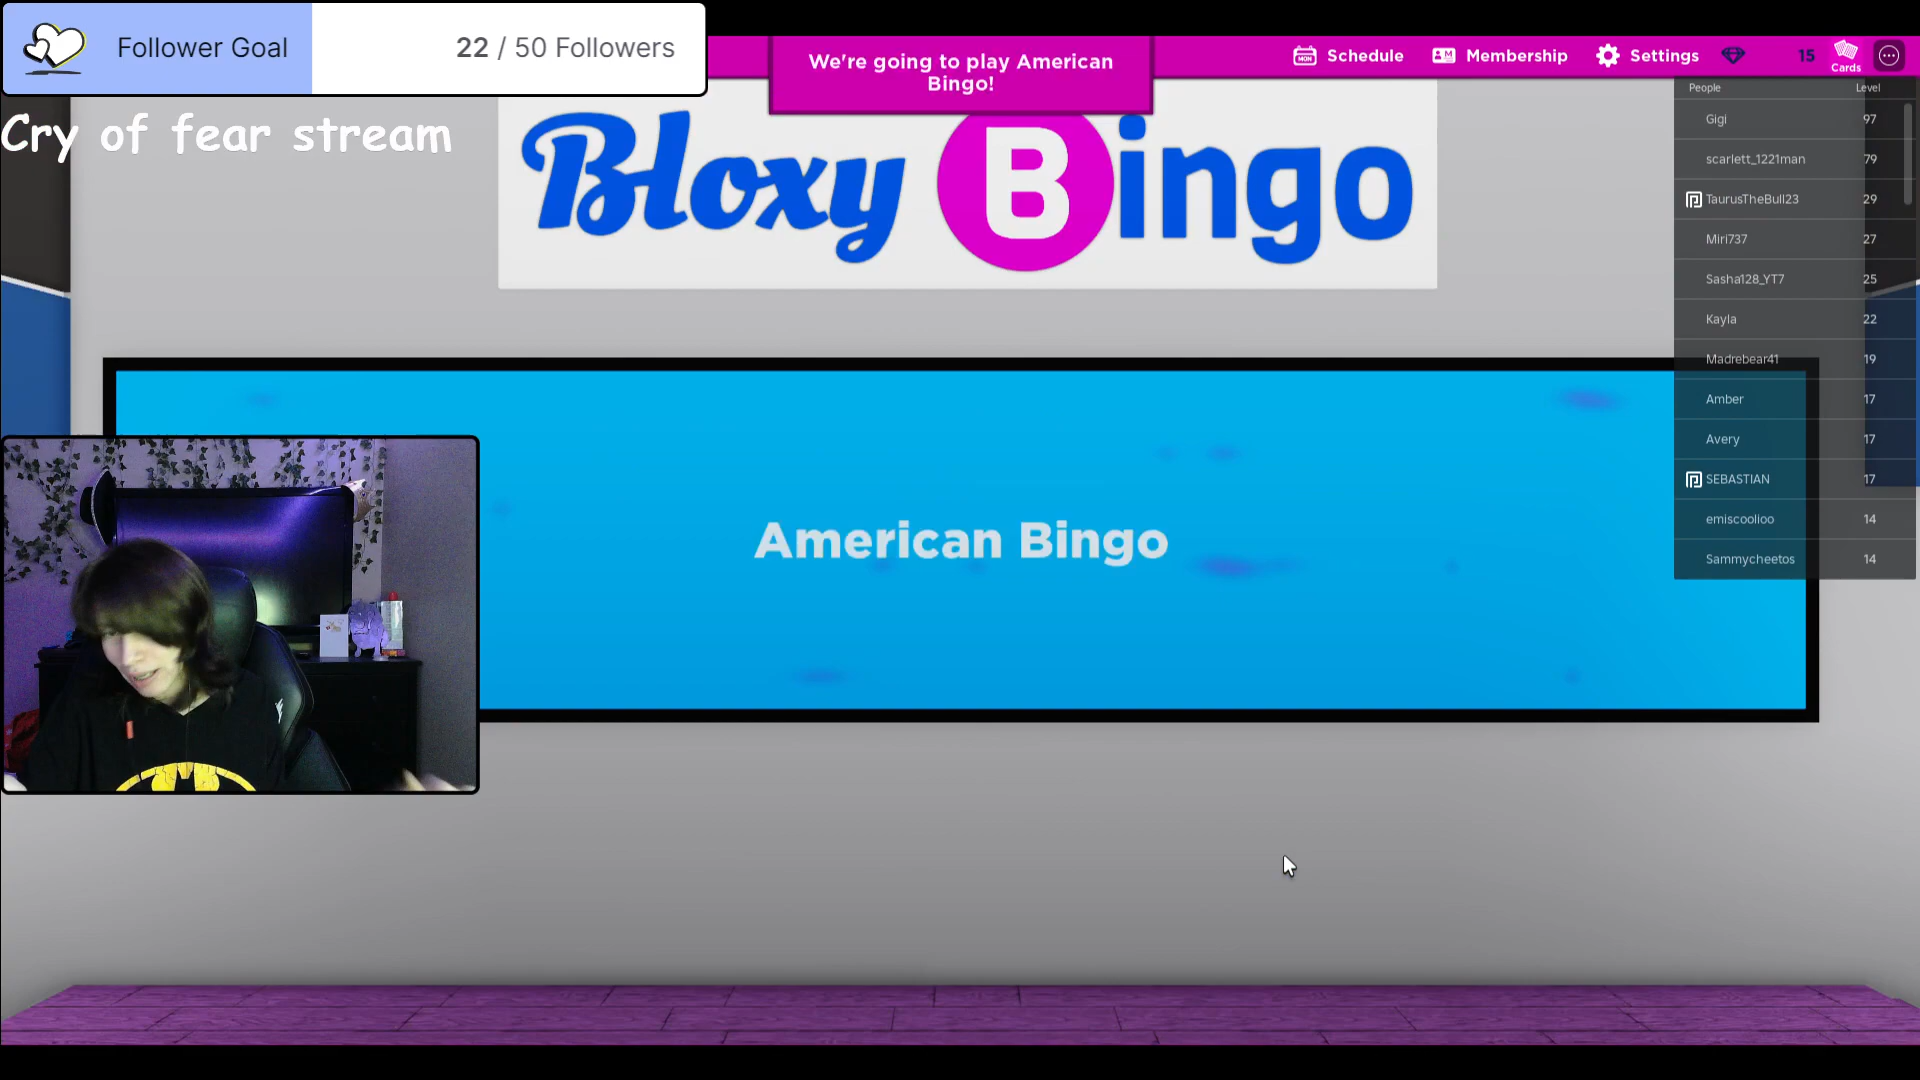 Follower Goal
22 / 50 Followers
Cry of fear stream
We're going to play American
Bingo!
Schedule
Membership
Settings
15
Cards
Bloxy Bingo
American Bingo
People Level
Gigi 97
scarlett_1221man 79
TaurusTheBull23 29
Miri737 27
Sasha128_YT7 25
Kayla 22
Madrebear41 19
Amber 17
Avery 17
SEBASTIAN 17
emiscoolioo 14
Sammycheetos 14